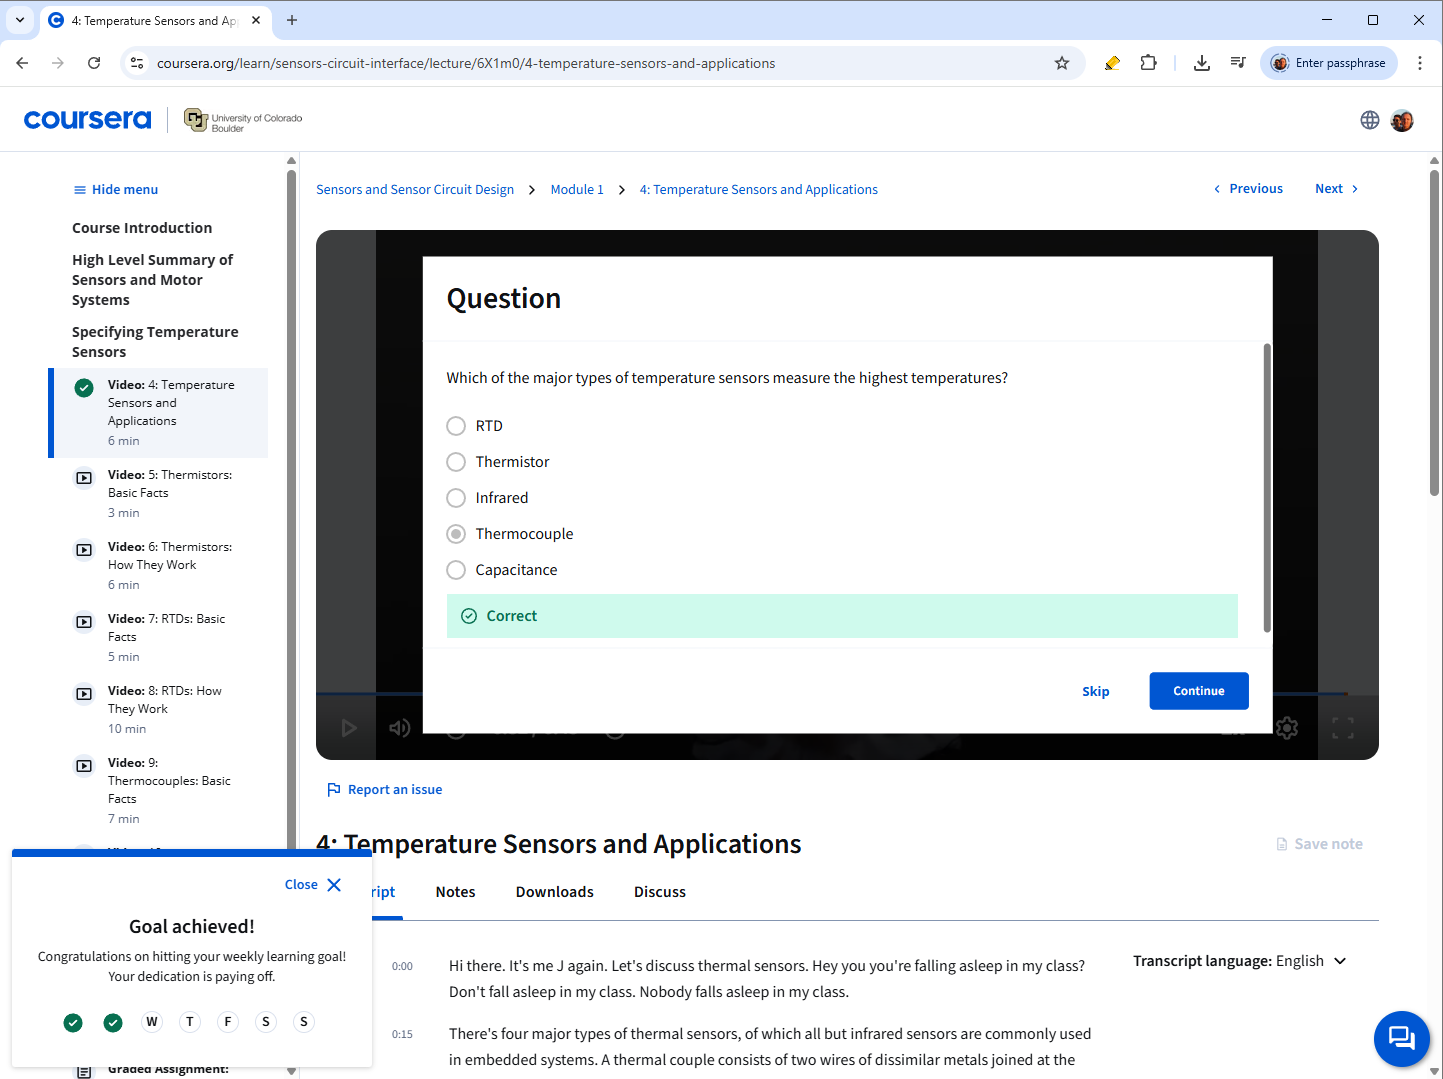 4: Temperature Sensors and Ap
coursera.org/learn/sensors-circuit-interface/lecture/6X1m0/4-temperature-sensors-and-applications
Enter passphrase
coursera
University of Colorado
Boulder
Hide menu
Course Introduction
High Level Summary of
Sensors and Motor
Systems
Specifying Temperature
Sensors
Video: 4: Temperature
Sensors and
Applications
6 min
Video: 5: Thermistors:
Basic Facts
3 min
Video: 6: Thermistors:
How They Work
6 min
Video: 7: RTDs: Basic
Facts
5 min
Video: 8: RTDs: How
They Work
10 min
Video: 9:
Thermocouples: Basic
Facts
7 min
Graded Assignment:
Close
Goal achieved!
Congratulations on hitting your weekly learning goal!
Your dedication is paying off.
W T F S S
Sensors and Sensor Circuit Design
Module 1
4: Temperature Sensors and Applications
Previous
Next
Question
Which of the major types of temperature sensors measure the highest temperatures?
RTD
Thermistor
Infrared
Thermocouple
Capacitance
Correct
Skip
Continue
Report an issue
4: Temperature Sensors and Applications
Save note
ript
Notes
Downloads
Discuss
0:00
Hi there. It's me J again. Let's discuss thermal sensors. Hey you you're falling asleep in my class?
Don't fall asleep in my class. Nobody falls asleep in my class.
0:15
There's four major types of thermal sensors, of which all but infrared sensors are commonly used
in embedded systems. A thermal couple consists of two wires of dissimilar metals joined at the
Transcript language: English